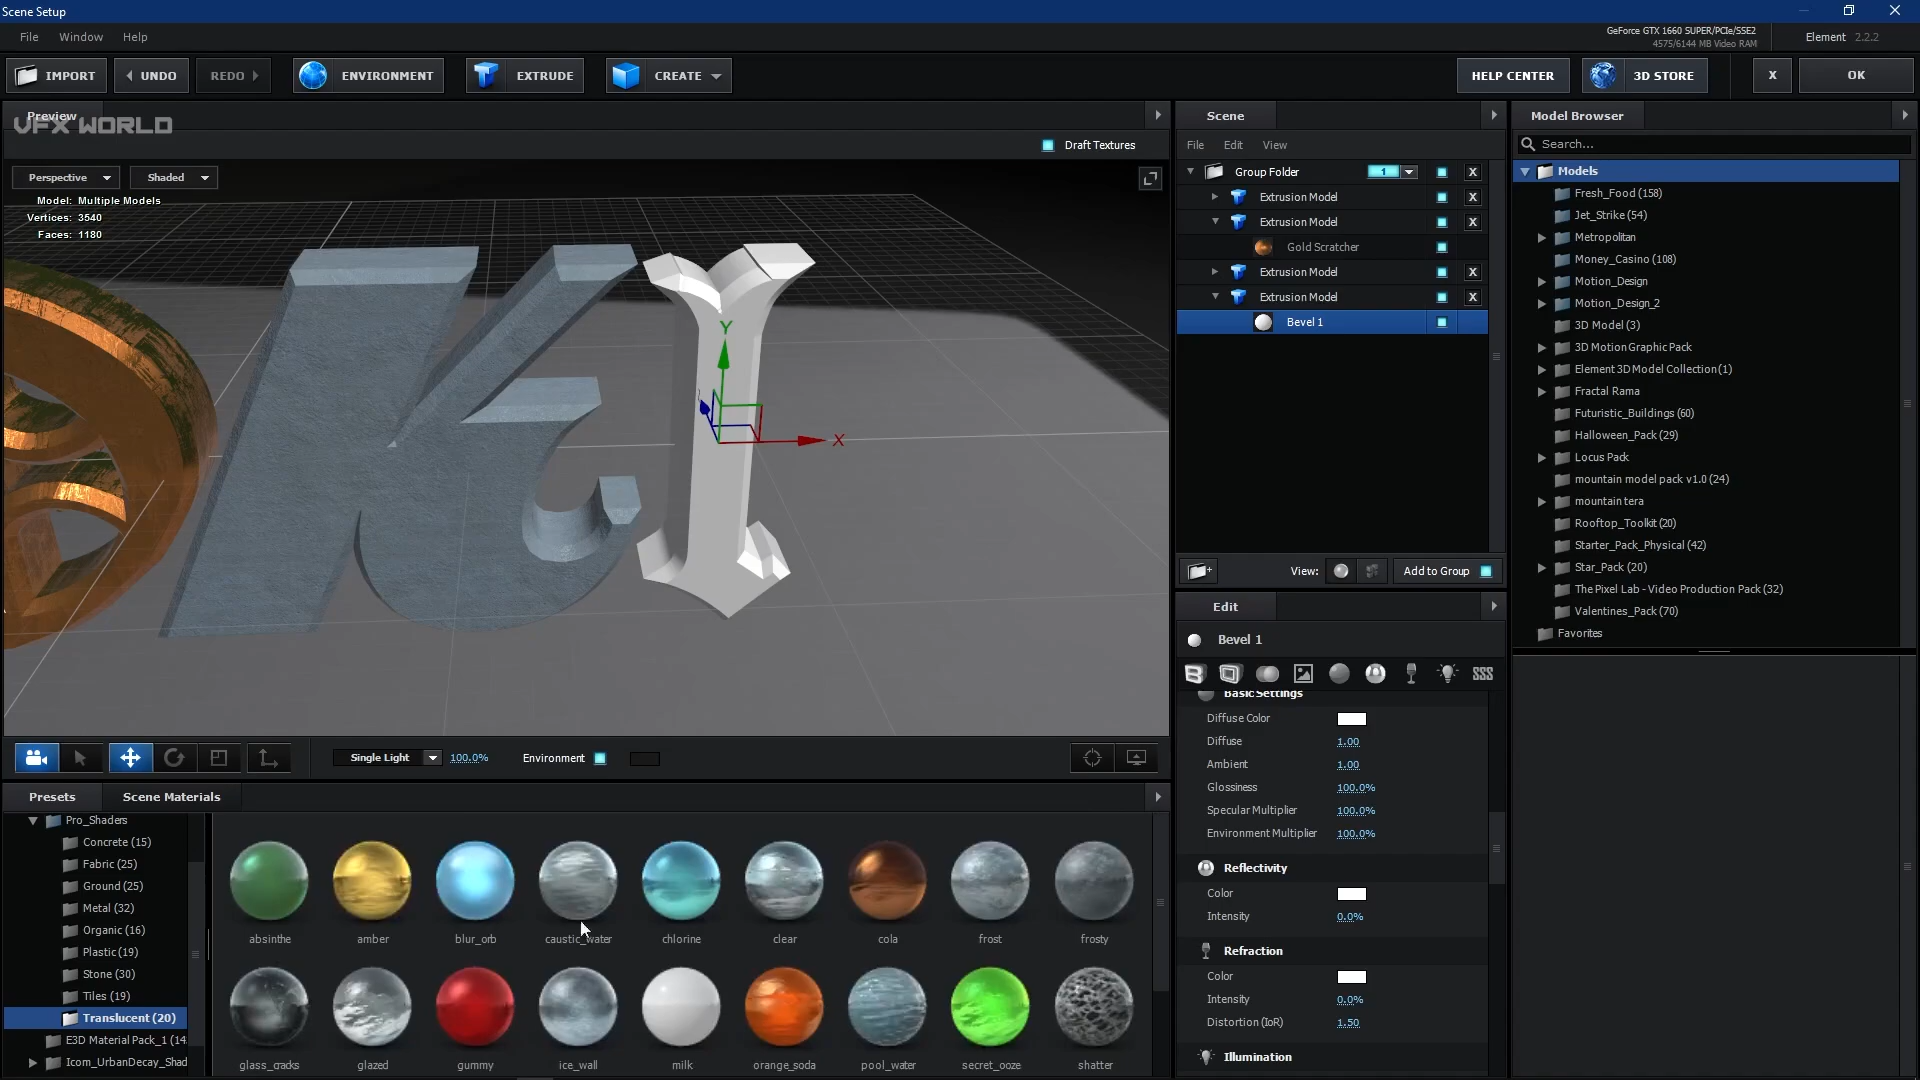 Scene Setup
File Window Help
GeForce GTX 1660 SUPER/PCIe/SSE2
4575/6144 MB Video RAM
Element 2.2.2
IMPORT UNDO REDO ENVIRONMENT EXTRUDE CREATE HELP CENTER 3D STORE X OK
Preview
VFX WORLD
Draft Textures
Perspective Shaded
Model: Multiple Models
Vertices: 3540
Faces: 1180
Y
X
Single Light 100.0% Environment
Scene
File Edit View
Group Folder 1 X
Extrusion Model X
Extrusion Model X
Gold Scratcher
Extrusion Model X
Extrusion Model X
Bevel 1
View: Add to Group
Edit
Bevel 1
Basic Settings
Diffuse Color
Diffuse 1.00
Ambient 1.00
Glossiness 100.0%
Specular Multiplier 100.0%
Environment Multiplier 100.0%
Reflectivity
Color
Intensity 0.0%
Refraction
Color
Intensity 0.0%
Distortion (IoR) 1.50
Illumination
Model Browser
Search...
Models
Fresh_Food (158)
Jet_Strike (54)
Metropolitan
Money_Casino (108)
Motion_Design
Motion_Design_2
3D Model (3)
3D Motion Graphic Pack
Element 3D Model Collection (1)
Fractal Rama
Futuristic_Buildings (60)
Halloween_Pack (29)
Locus Pack
mountain model pack v1.0 (24)
mountain tera
Rooftop_Toolkit (20)
Starter_Pack_Physical (42)
Star_Pack (20)
The Pixel Lab - Video Production Pack (32)
Valentines_Pack (70)
Favorites
Presets Scene Materials
Pro_Shaders
Concrete (15)
Fabric (25)
Ground (25)
Metal (32)
Organic (16)
Plastic (19)
Stone (30)
Tiles (19)
Translucent (20)
E3D Material Pack_1 (14
Icom_UrbanDecay_Shad
absinthe amber blur_orb caustic_water chlorine clear cola frost frosty
glass_cracks glazed gummy ice_wall milk orange_soda pool_water secret_ooze shatter